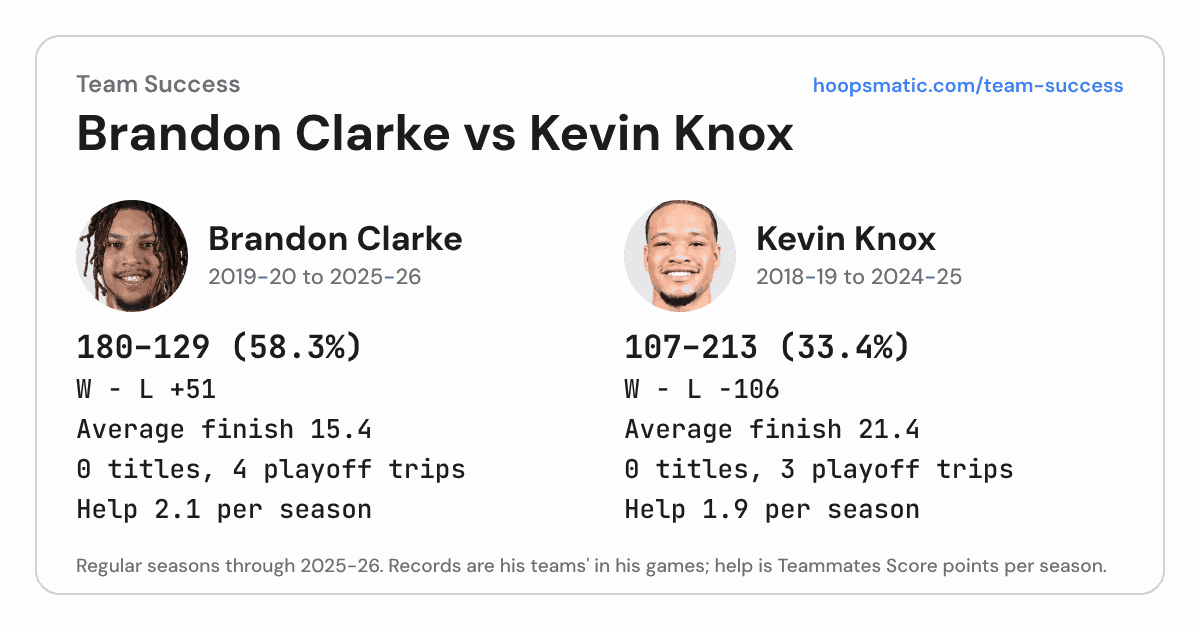 Team Success
hoopsmatic.com/team-success
Brandon Clarke vs Kevin Knox
Brandon Clarke
2019-20 to 2025-26
180-129 (58.3%)
W - L +51
Average finish 15.4
0 titles, 4 playoff trips
Help 2.1 per season
Kevin Knox
2018-19 to 2024-25
107-213 (33.4%)
W - L -106
Average finish 21.4
0 titles, 3 playoff trips
Help 1.9 per season
Regular seasons through 2025-26. Records are his teams' in his games; help is Teammates Score points per season.